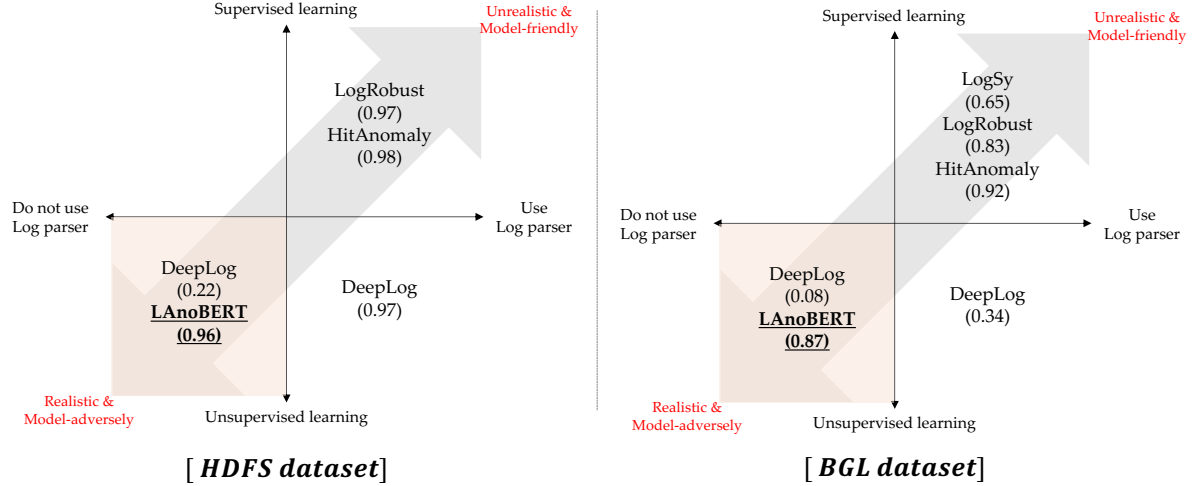 Supervised learning
Unrealistic &
Model-friendly
LogRobust
(0.97)
HitAnomaly
(0.98)
Do not use
Log parser
Use
Log parser
DeepLog
(0.22)
LAnoBERT
(0.96)
DeepLog
(0.97)
Realistic &
Model-adversely
Unsupervised learning
[ HDFS dataset]
Supervised learning
Unrealistic &
Model-friendly
LogSy
(0.65)
LogRobust
(0.83)
HitAnomaly
(0.92)
Do not use
Log parser
Use
Log parser
DeepLog
(0.08)
LAnoBERT
(0.87)
DeepLog
(0.34)
Realistic &
Model-adversely
Unsupervised learning
[ BGL dataset]